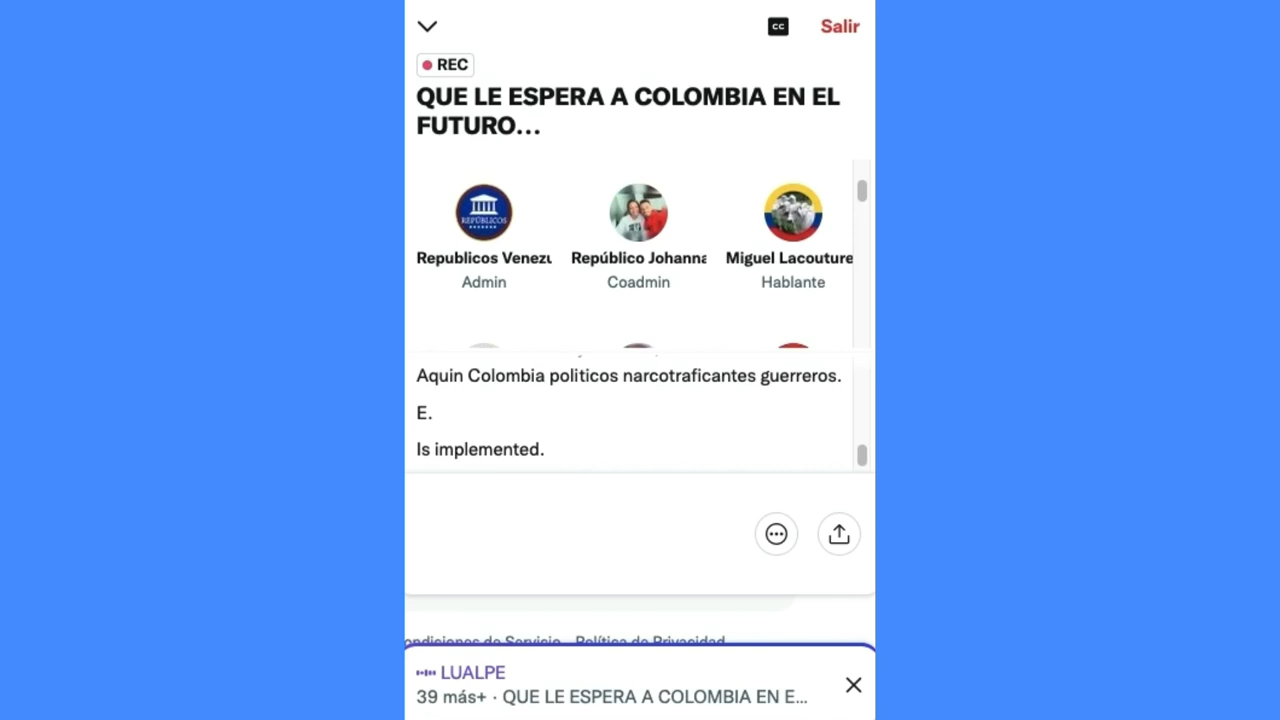 CC
Salir
REC
QUE LE ESPERA A COLOMBIA EN EL
FUTURO...
REPÚBLICOS
Republicos Venezu
República Johanna
Miguel Lacouture
Admin
Coadmin
Hablante
Aquin Colombia politicos narcotraficantes guerreros.
E.
Is implemented.
ondiciones de Servicio
Política de Privacidad
LUALPE
39 más+ · QUE LE ESPERA A COLOMBIA EN E...